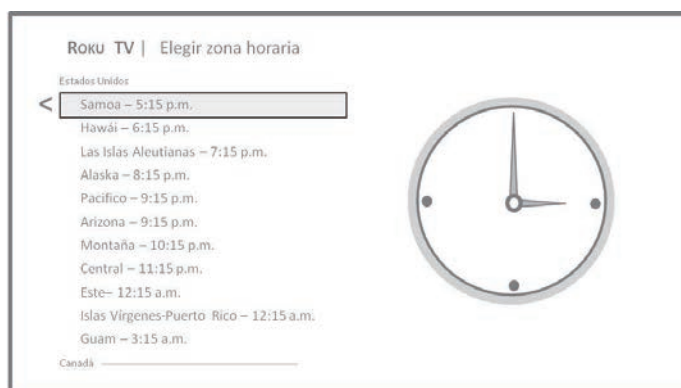 ROKU TV | Elegir zona horaria
Estados Unidos
<
Samoa – 5:15 p.m.
Hawái – 6:15 p.m.
Las Islas Aleutianas – 7:15 p.m.
Alaska – 8:15 p.m.
Pacifico – 9:15 p.m.
Arizona – 9:15 p.m.
Montaña – 10:15 p.m.
Central – 11:15 p.m.
Este– 12:15 a.m.
Islas Vírgenes-Puerto Rico – 12:15 a.m.
Guam – 3:15 a.m.
Canadá